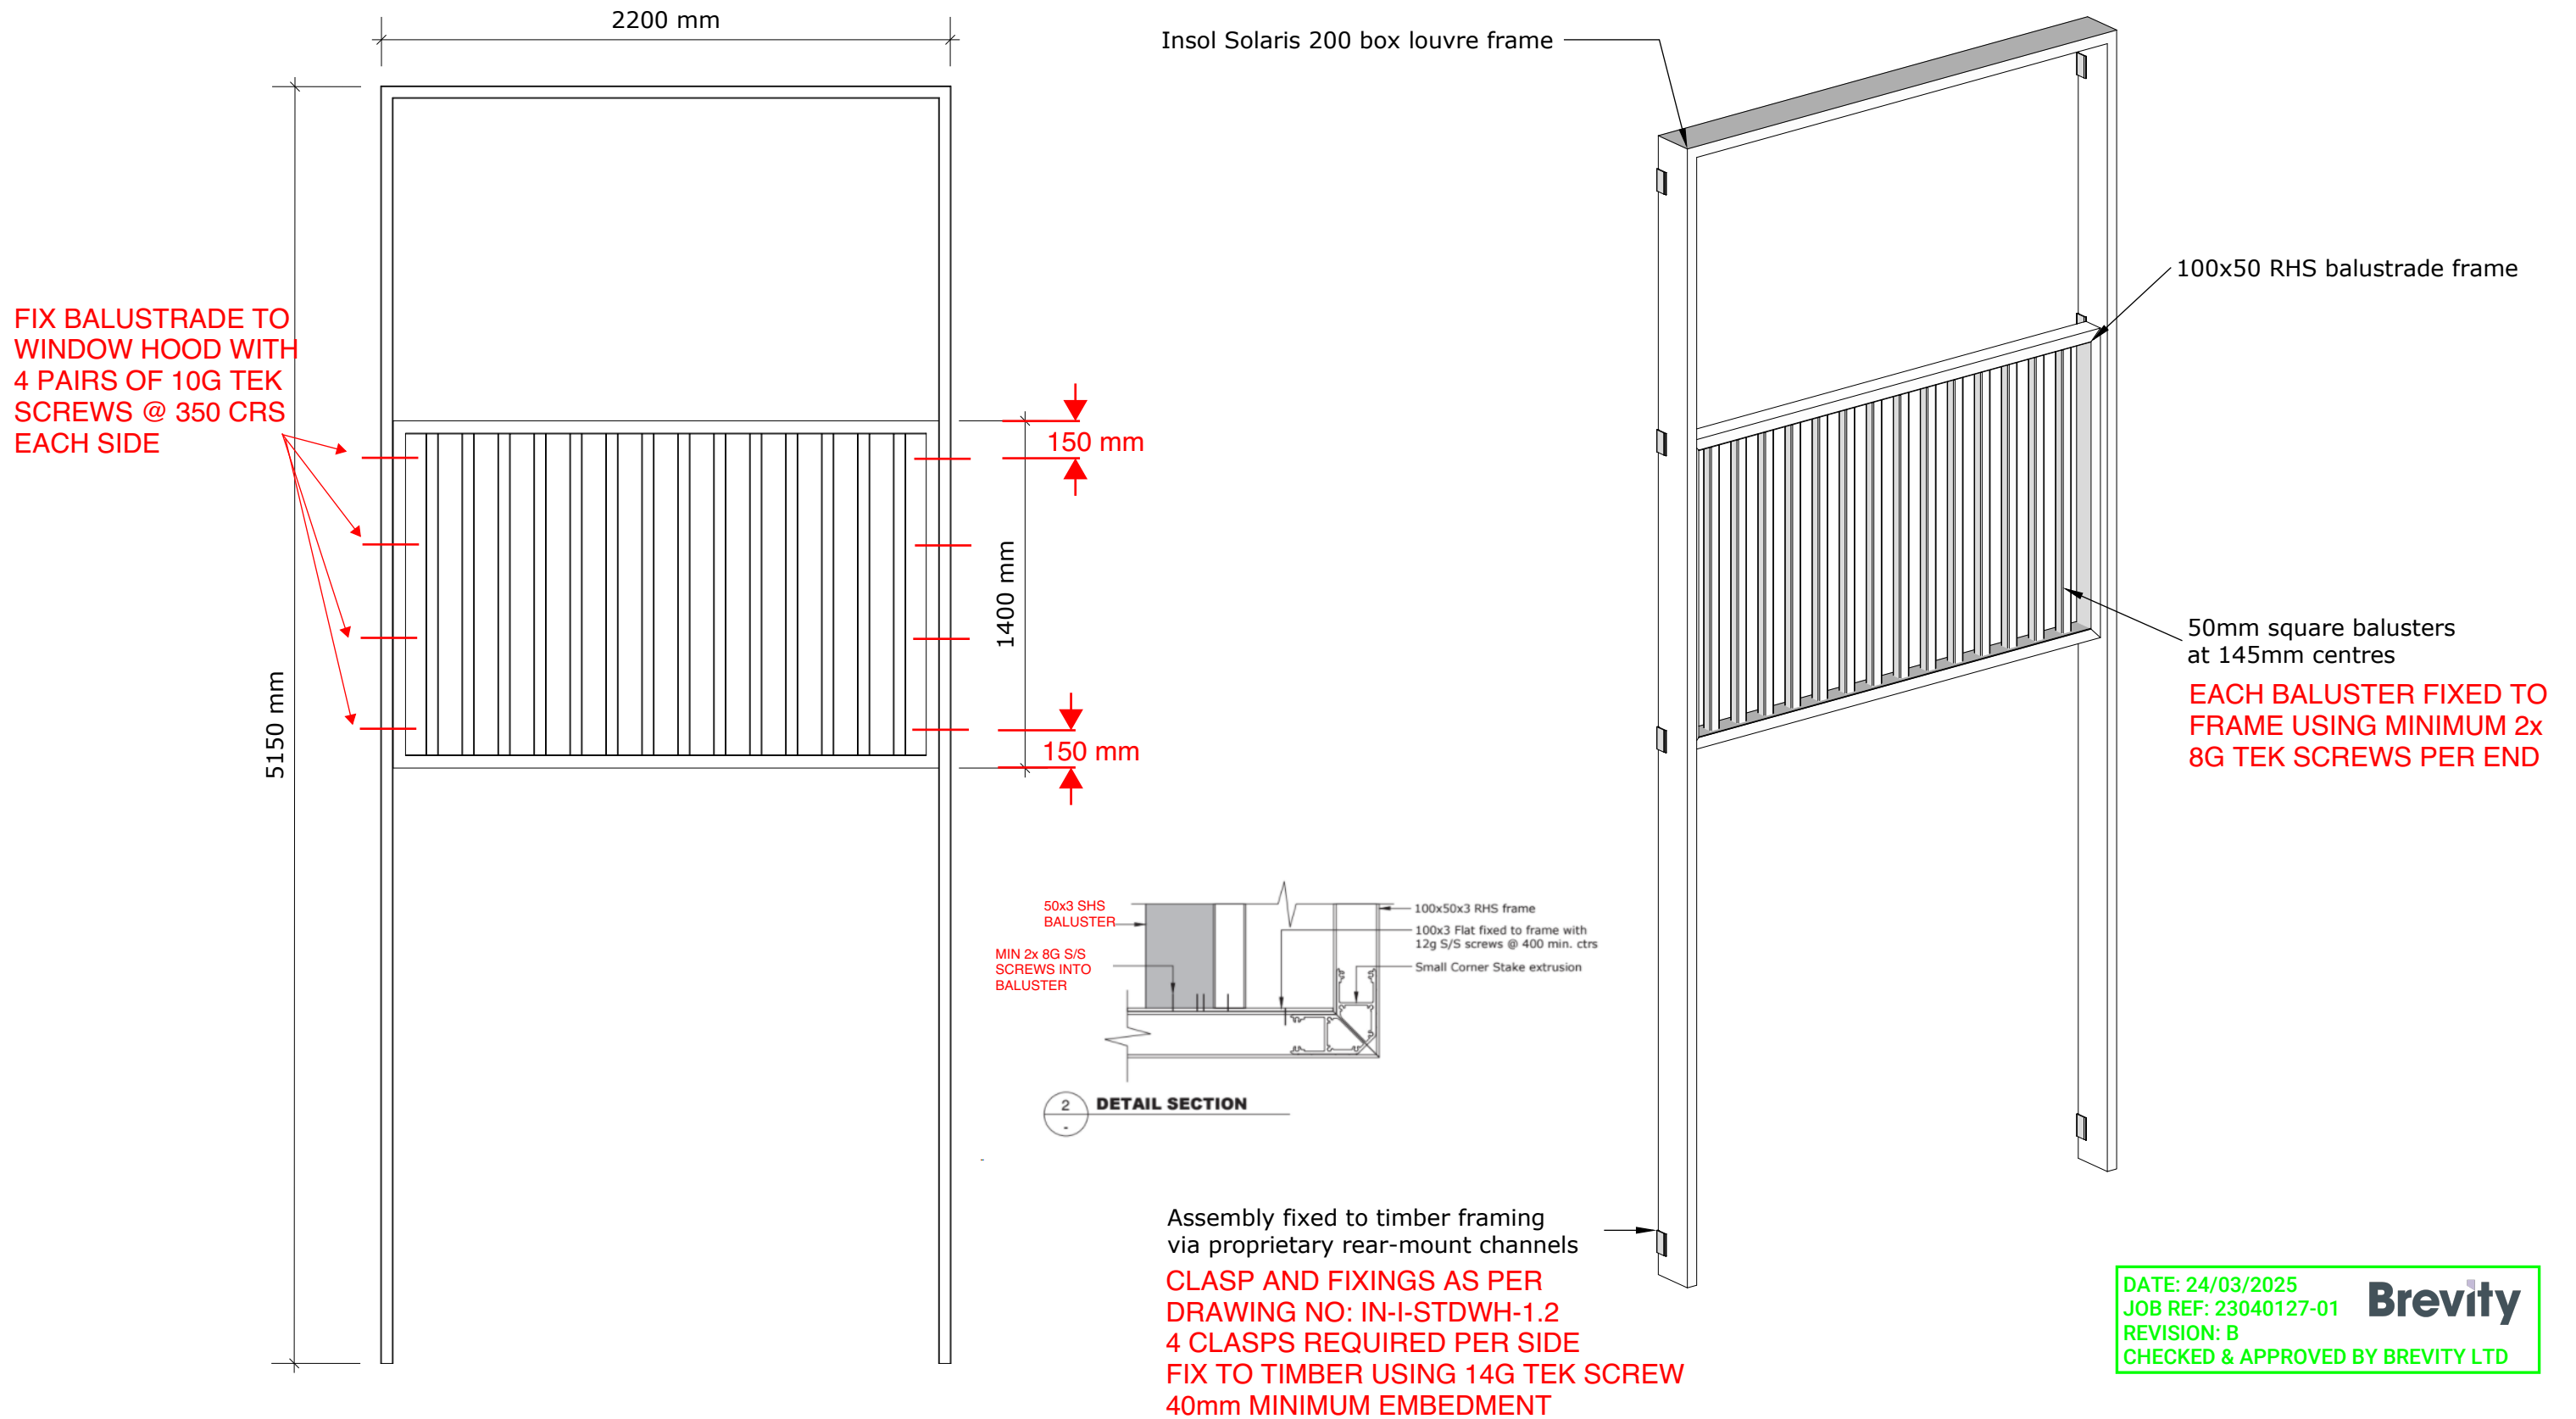 2200 mm
Insol Solaris 200 box louvre frame
100x50 RHS balustrade frame
FIX BALUSTRADE TO
WINDOW HOOD WITH
4 PAIRS OF 10G TEK
SCREWS @ 350 CRS
EACH SIDE
150 mm
1400 mm
5150 mm
150 mm
50mm square balusters
at 145mm centres
EACH BALUSTER FIXED TO
FRAME USING MINIMUM 2x
8G TEK SCREWS PER END
50x3 SHS
BALUSTER
MIN 2x 8G S/S
SCREWS INTO
BALUSTER
100x50x3 RHS frame
100x3 Flat fixed to frame with
12g S/S screws @ 400 min. ctrs
Small Corner Stake extrusion
2
-
DETAIL SECTION
Assembly fixed to timber framing
via proprietary rear-mount channels
CLASP AND FIXINGS AS PER
DRAWING NO: IN-I-STDWH-1.2
4 CLASPS REQUIRED PER SIDE
FIX TO TIMBER USING 14G TEK SCREW
40mm MINIMUM EMBEDMENT
DATE: 24/03/2025
JOB REF: 23040127-01
REVISION: B
CHECKED & APPROVED BY BREVITY LTD
Brevity